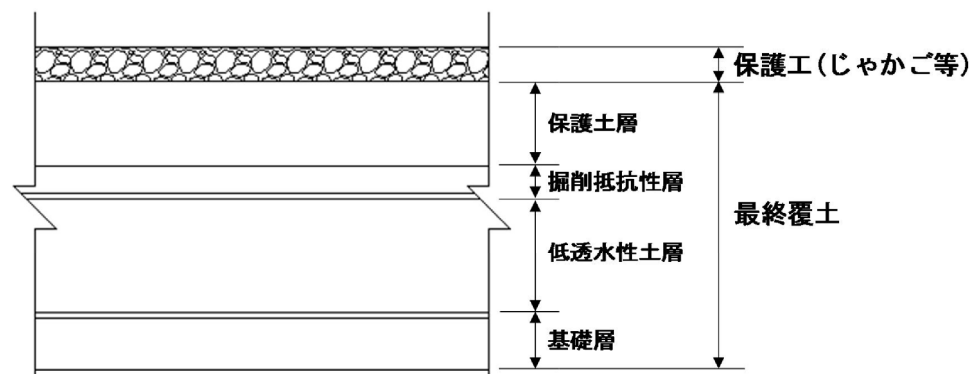 保護工(じゃかご等)
保護土層
掘削抵抗性層
最終覆土
低透水性土層
基礎層